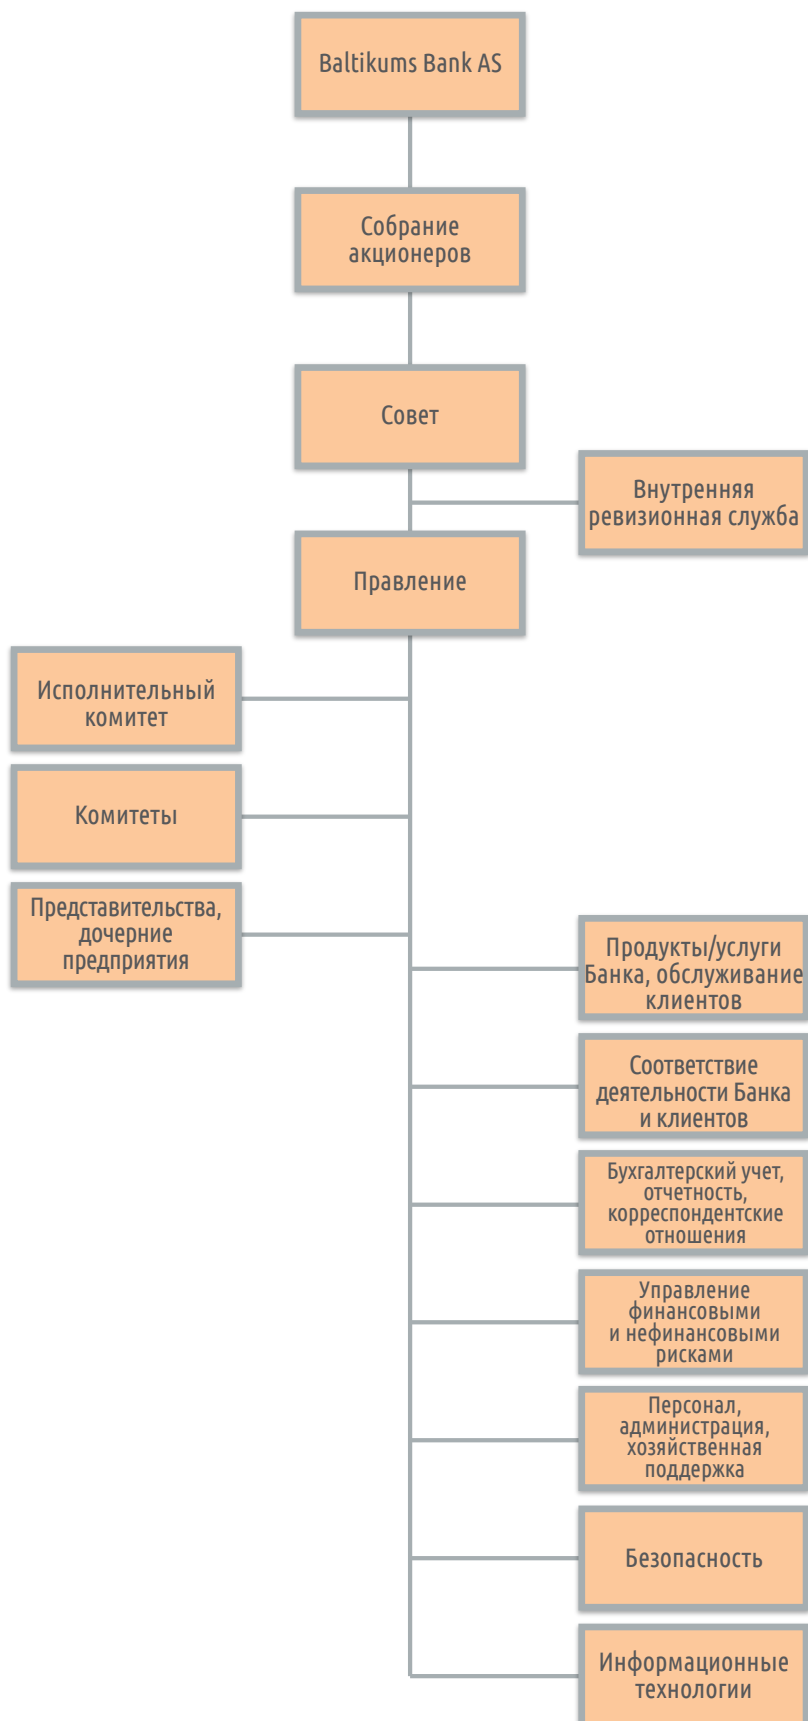 Baltikums Bank AS
Собрание
акционеров
Совет
Внутренняя
ревизионная служба
Правление
Исполнительный
комитет
Комитеты
Представительства,
дочерние
предприятия
Продукты/услуги
Банка, обслуживание
клиентов
Соответствие
деятельности Банка
и клиентов
Бухгалтерский учет,
отчетность,
корреспондентские
отношения
Управление
финансовыми
и нефинансовыми
рисками
Персонал,
администрация,
хозяйственная
поддержка
Безопасность
Информационные
технологии